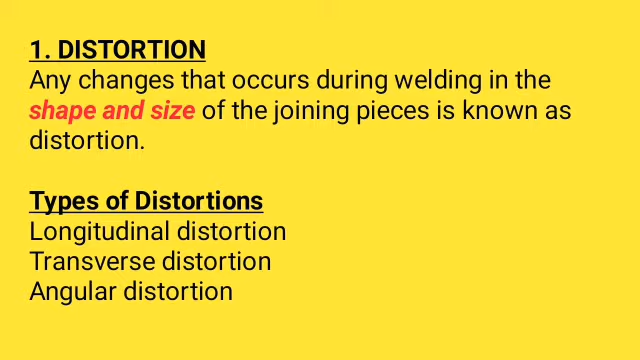 1. DISTORTION
Any changes that occurs during welding in the
shape and size of the joining pieces is known as
distortion.
Types of Distortions
Longitudinal distortion
Transverse distortion
Angular distortion